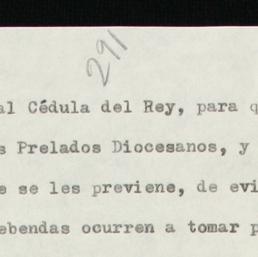 291
al Cédula del Rey, para q
s Prelados Diocesanos, y
e se les previene, de evi
ebendas ocurren a tomar p